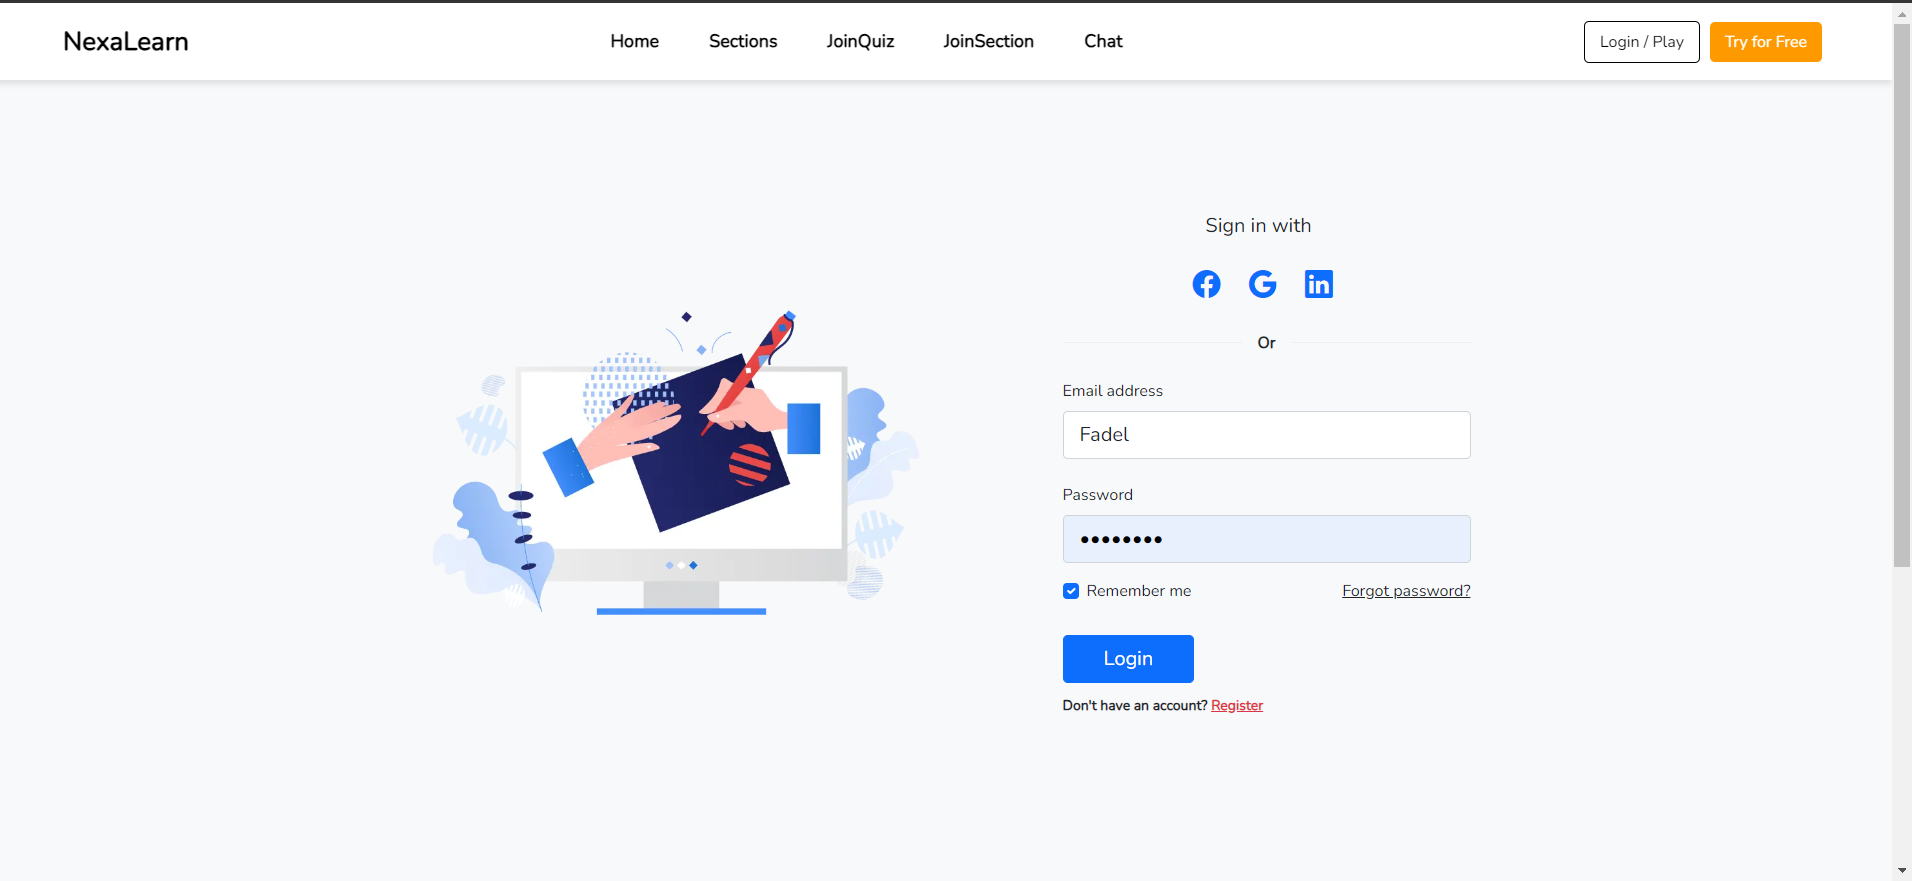 NexaLearn
Home Sections JoinQuiz JoinSection Chat
Login / Play Try for Free
Sign in with
Or
Email address
Fadel
Password
••••••••
Remember me Forgot password?
Login
Don't have an account? Register